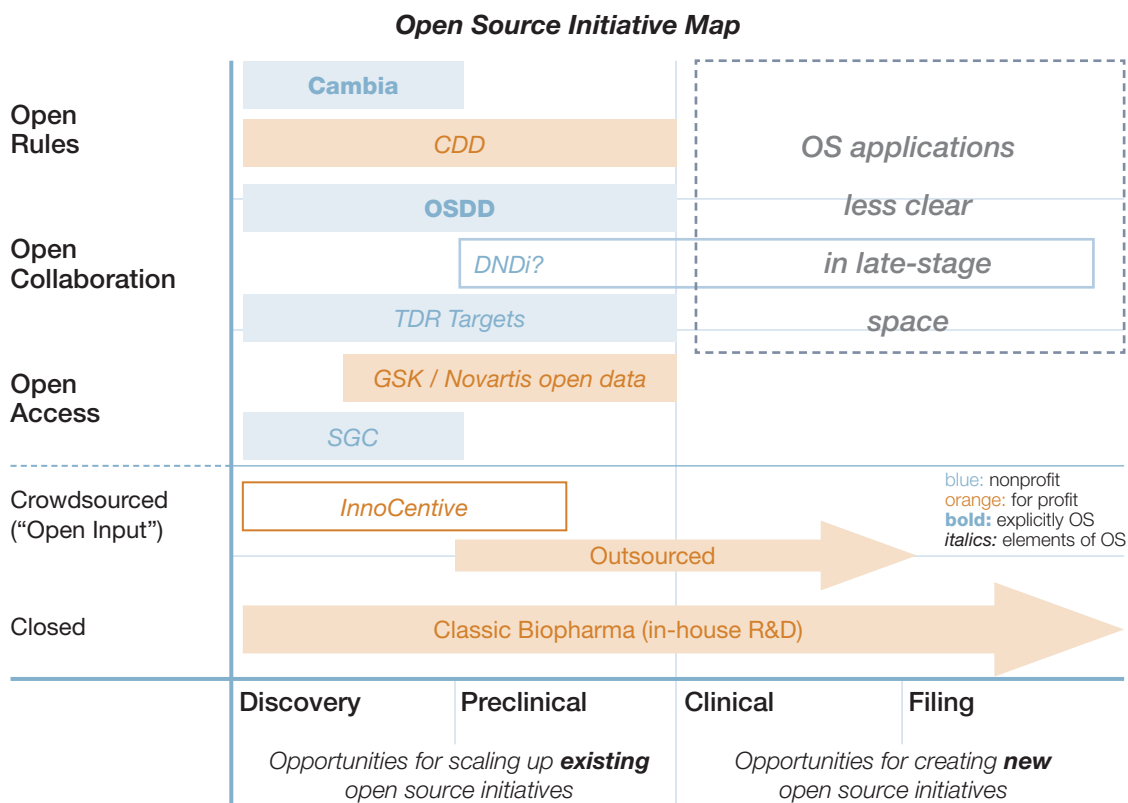 Open Source Initiative Map
Open
Rules
Cambia
CDD
OSDD
Open
Collaboration
DNDi?
TDR Targets
OS applications
less clear
in late-stage
space
Open
Access
GSK / Novartis open data
SGC
Crowdsourced
(“Open Input”)
InnoCentive
Outsourced
blue: nonprofit
orange: for profit
bold: explicitly OS
italics: elements of OS
Closed
Classic Biopharma (in-house R&D)
Discovery
Preclinical
Clinical
Filing
Opportunities for scaling up existing
open source initiatives
Opportunities for creating new
open source initiatives